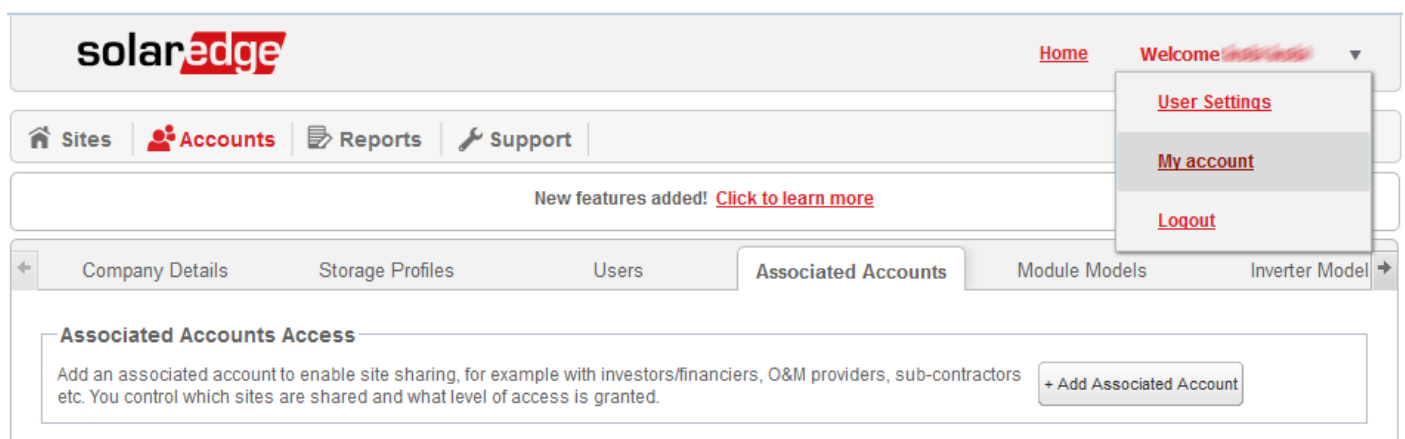 solaredge
Home Welcome
User Settings
My account
Logout
Sites Accounts Reports Support
New features added! Click to learn more
Company Details Storage Profiles Users Associated Accounts Module Models Inverter Model
Associated Accounts Access
Add an associated account to enable site sharing, for example with investors/financiers, O&M providers, sub-contractors
etc. You control which sites are shared and what level of access is granted.
+ Add Associated Account